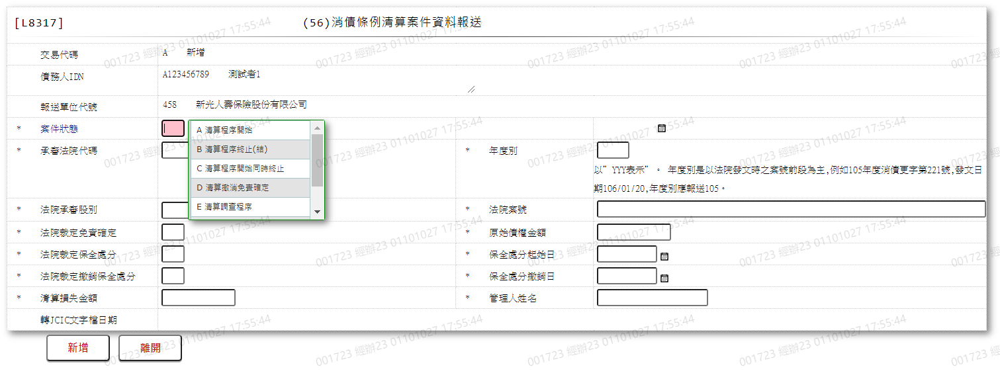 [L8317] (56)消債條例清算案件資料報送
交易代碼 A 新增
債務人IDN A123456789 測試者1
報送單位代號 458 新光人壽保險股份有限公司
* 案件狀態
A 清算程序開始
B 清算程序終止(結)
C 清算程序開始同時終止
D 清算撤消免責確定
E 清算調查程序
* 承審法院代碼 * 年度別
以"YYY表示"。 年度別是以法院發文時之案號前段為主,例如105年度消債更字第221號,發文日
期106/01/20,年度別應報送105。
* 法院承審股別 * 法院案號
* 法院裁定免責確定 * 原始債權金額
* 法院裁定保全處分 * 保全處分起始日
* 法院裁定撤銷保全處分 * 保全處分撤銷日
* 清算損失金額 * 管理人姓名
轉JCIC文字檔日期
新增 離開
001723 經辦23 01101027 17:55:44